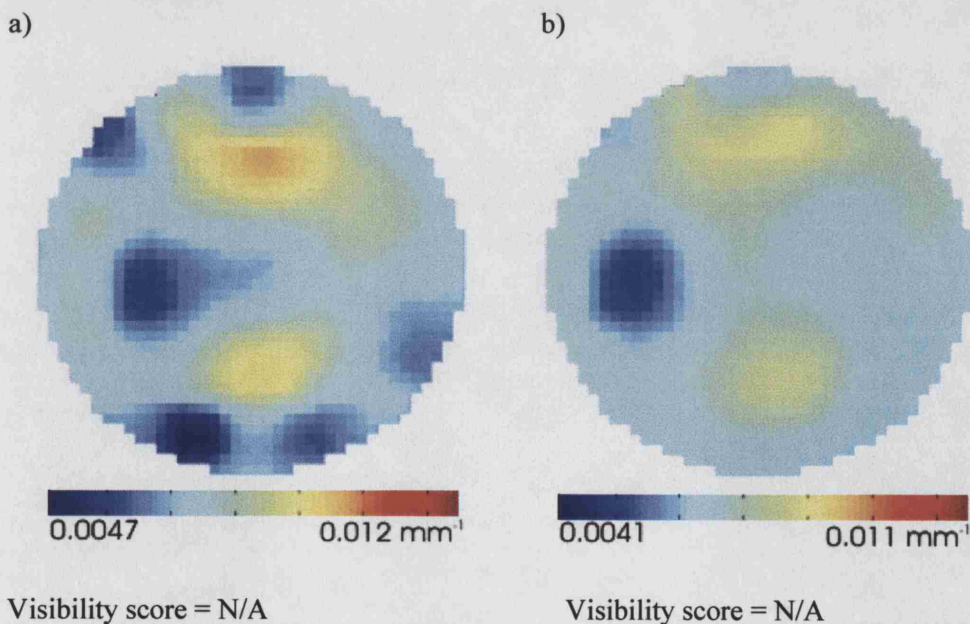 a)
b)
0.0047 0.012 mm⁻¹
0.0041 0.011 mm⁻¹
Visibility score = N/A
Visibility score = N/A